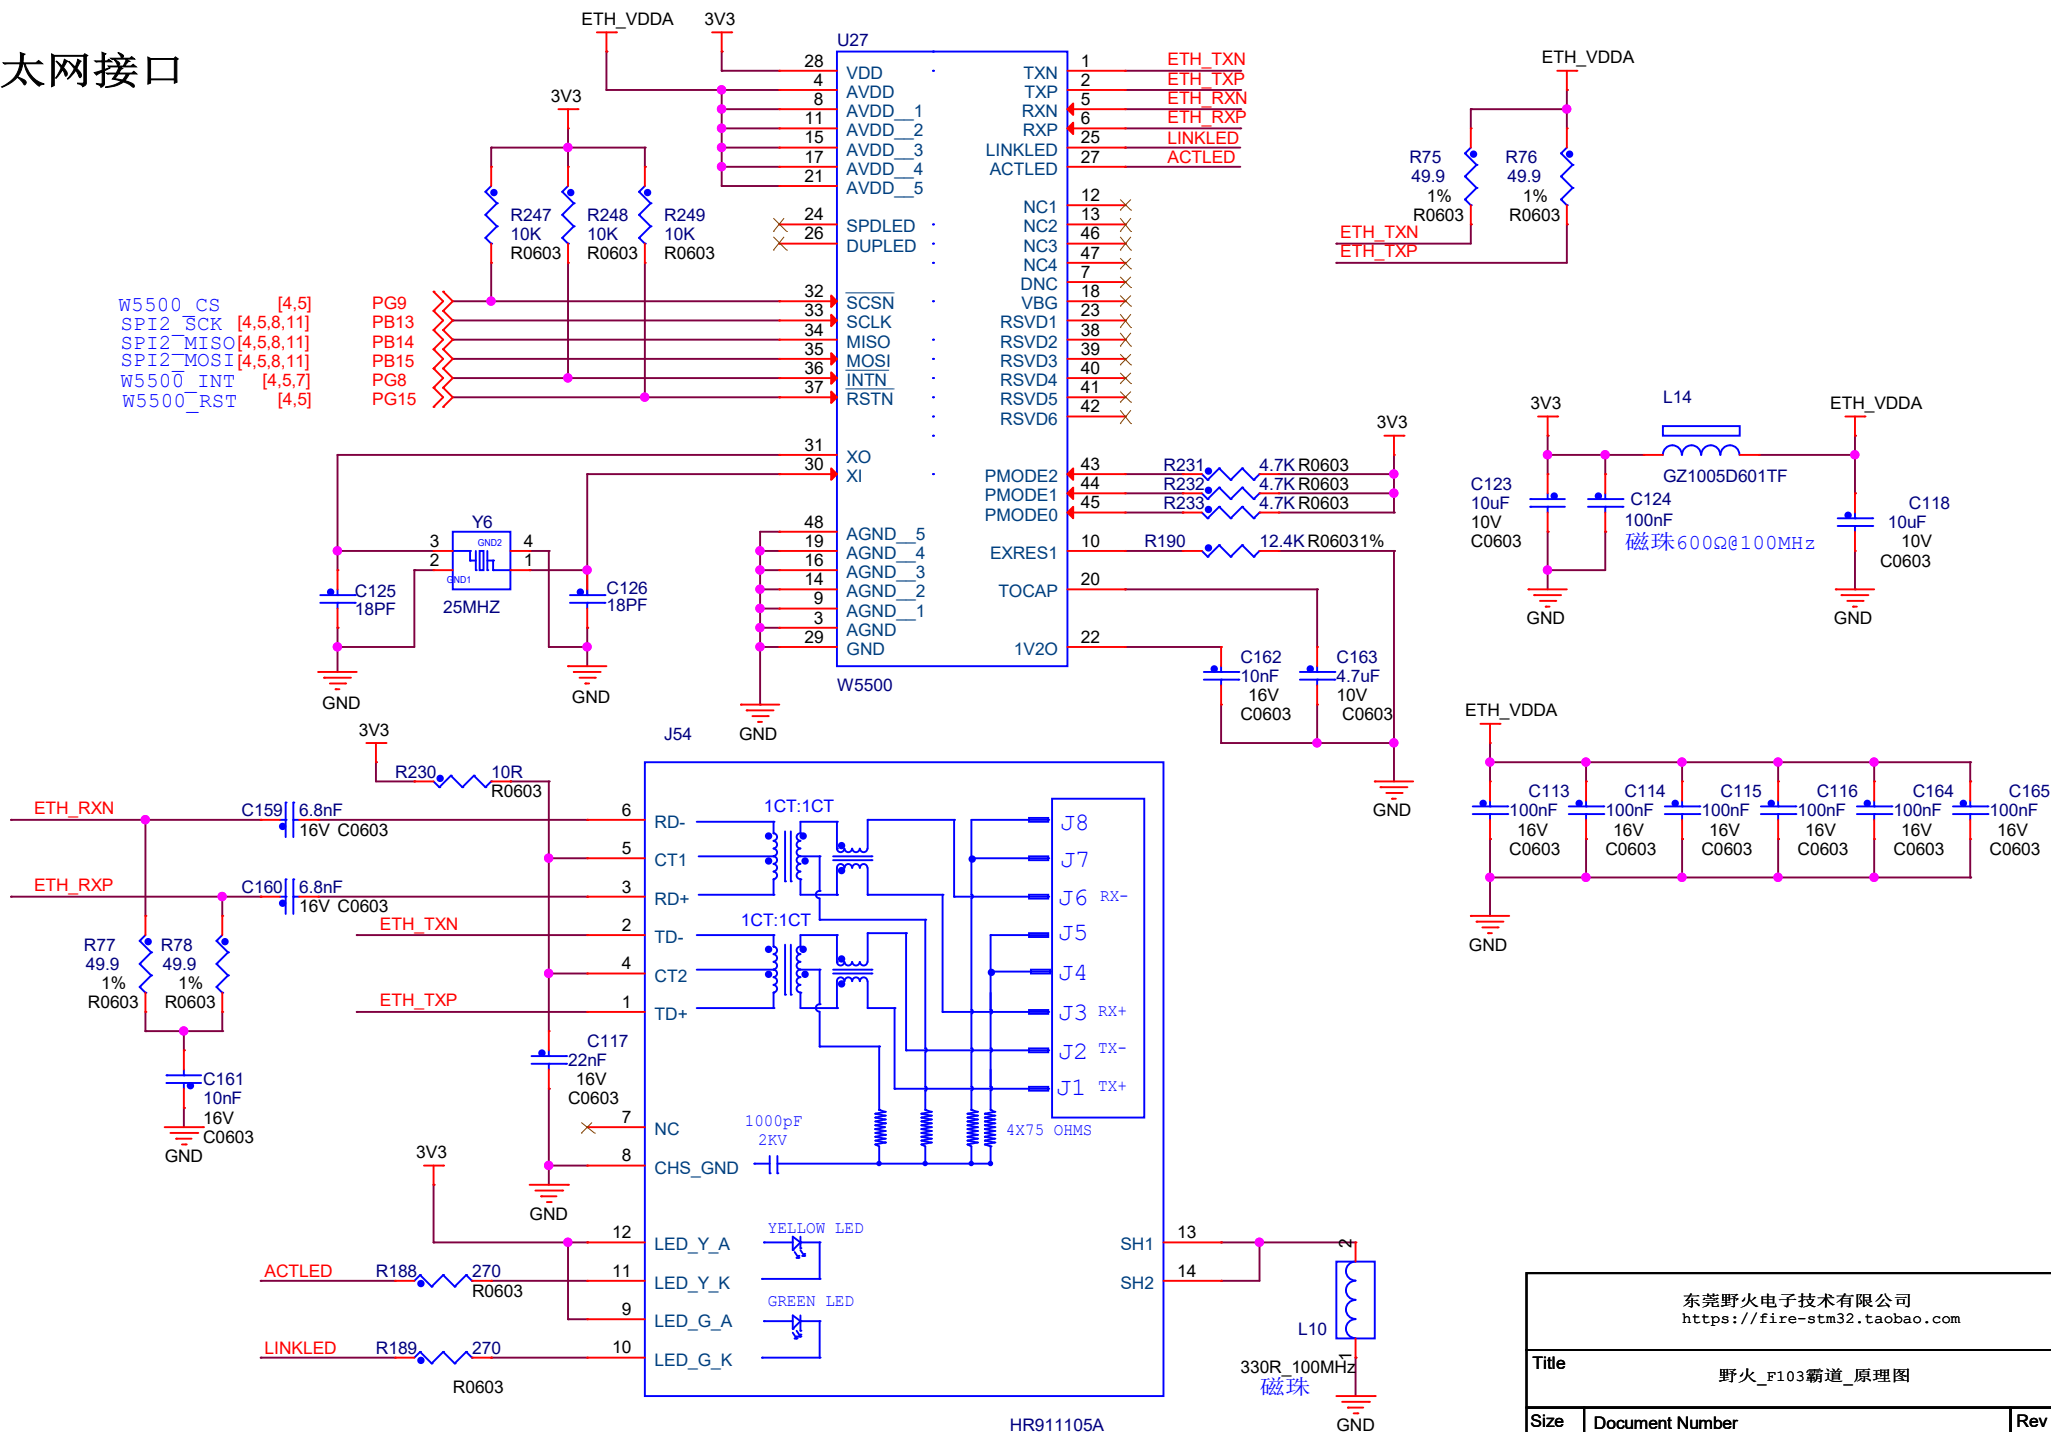 太网接口
ETH_VDDA
3V3
U27
28 VDD
4 AVDD
8 AVDD__1
11 AVDD__2
15 AVDD__3
17 AVDD__4
21 AVDD__5
24 SPDLED
26 DUPLED
32 SCSN
33 SCLK
34 MISO
35 MOSI
36 INTN
37 RSTN
31 XO
30 XI
48 AGND__5
19 AGND__4
16 AGND__3
14 AGND__2
9 AGND__1
3 AGND
29 GND
W5500
TXN 1 ETH_TXN
TXP 2 ETH_TXP
RXN 5 ETH_RXN
RXP 6 ETH_RXP
LINKLED 25 LINKLED
ACTLED 27 ACTLED
NC1 12
NC2 13
NC3 46
NC4 47
DNC 7
VBG 18
RSVD1 23
RSVD2 38
RSVD3 39
RSVD4 40
RSVD5 41
RSVD6 42
PMODE2 43 R231 4.7K R0603
PMODE1 44 R232 4.7K R0603
PMODE0 45 R233 4.7K R0603
3V3
EXRES1 10 R190 12.4K R0603 1%
TOCAP 20
1V2O 22
C162
10nF
16V
C0603
C163
4.7uF
10V
C0603
GND
3V3
R247
10K
R0603
R248
10K
R0603
R249
10K
R0603
W5500_CS [4,5] PG9
SPI2_SCK [4,5,8,11] PB13
SPI2_MISO [4,5,8,11] PB14
SPI2_MOSI [4,5,8,11] PB15
W5500_INT [4,5,7] PG8
W5500_RST [4,5] PG15
Y6
3 GND2 4
2 GND1 1
25MHZ
C125
18PF
C126
18PF
GND
GND
GND
ETH_VDDA
R75
49.9
1%
R0603
R76
49.9
1%
R0603
ETH_TXN
ETH_TXP
3V3
L14
ETH_VDDA
GZ1005D601TF
磁珠600Ω@100MHz
C123
10uF
10V
C0603
C124
100nF
C118
10uF
10V
C0603
GND
GND
ETH_VDDA
C113
100nF
16V
C0603
C114
100nF
16V
C0603
C115
100nF
16V
C0603
C116
100nF
16V
C0603
C164
100nF
16V
C0603
C165
100nF
16V
C0603
GND
3V3
R230 10R
R0603
J54
ETH_RXN
C159 6.8nF
16V C0603
ETH_RXP
C160 6.8nF
16V C0603
R77
49.9
1%
R0603
R78
49.9
1%
R0603
C161
10nF
16V
C0603
GND
ETH_TXN
ETH_TXP
C117
22nF
16V
C0603
GND
6 RD-
5 CT1
3 RD+
2 TD-
4 CT2
1 TD+
7 NC
8 CHS_GND
12 LED_Y_A
11 LED_Y_K
9 LED_G_A
10 LED_G_K
1CT:1CT
1CT:1CT
J8
J7
J6 RX-
J5
J4
J3 RX+
J2 TX-
J1 TX+
1000pF
2KV
4X75 OHMS
YELLOW LED
GREEN LED
3V3
ACTLED R188 270
R0603
LINKLED R189 270
R0603
SH1 13
SH2 14
2
L10
1
330R_100MHz
磁珠
GND
HR911105A
东莞野火电子技术有限公司
https://fire-stm32.taobao.com
Title
野火_F103霸道_原理图
Size Document Number Rev